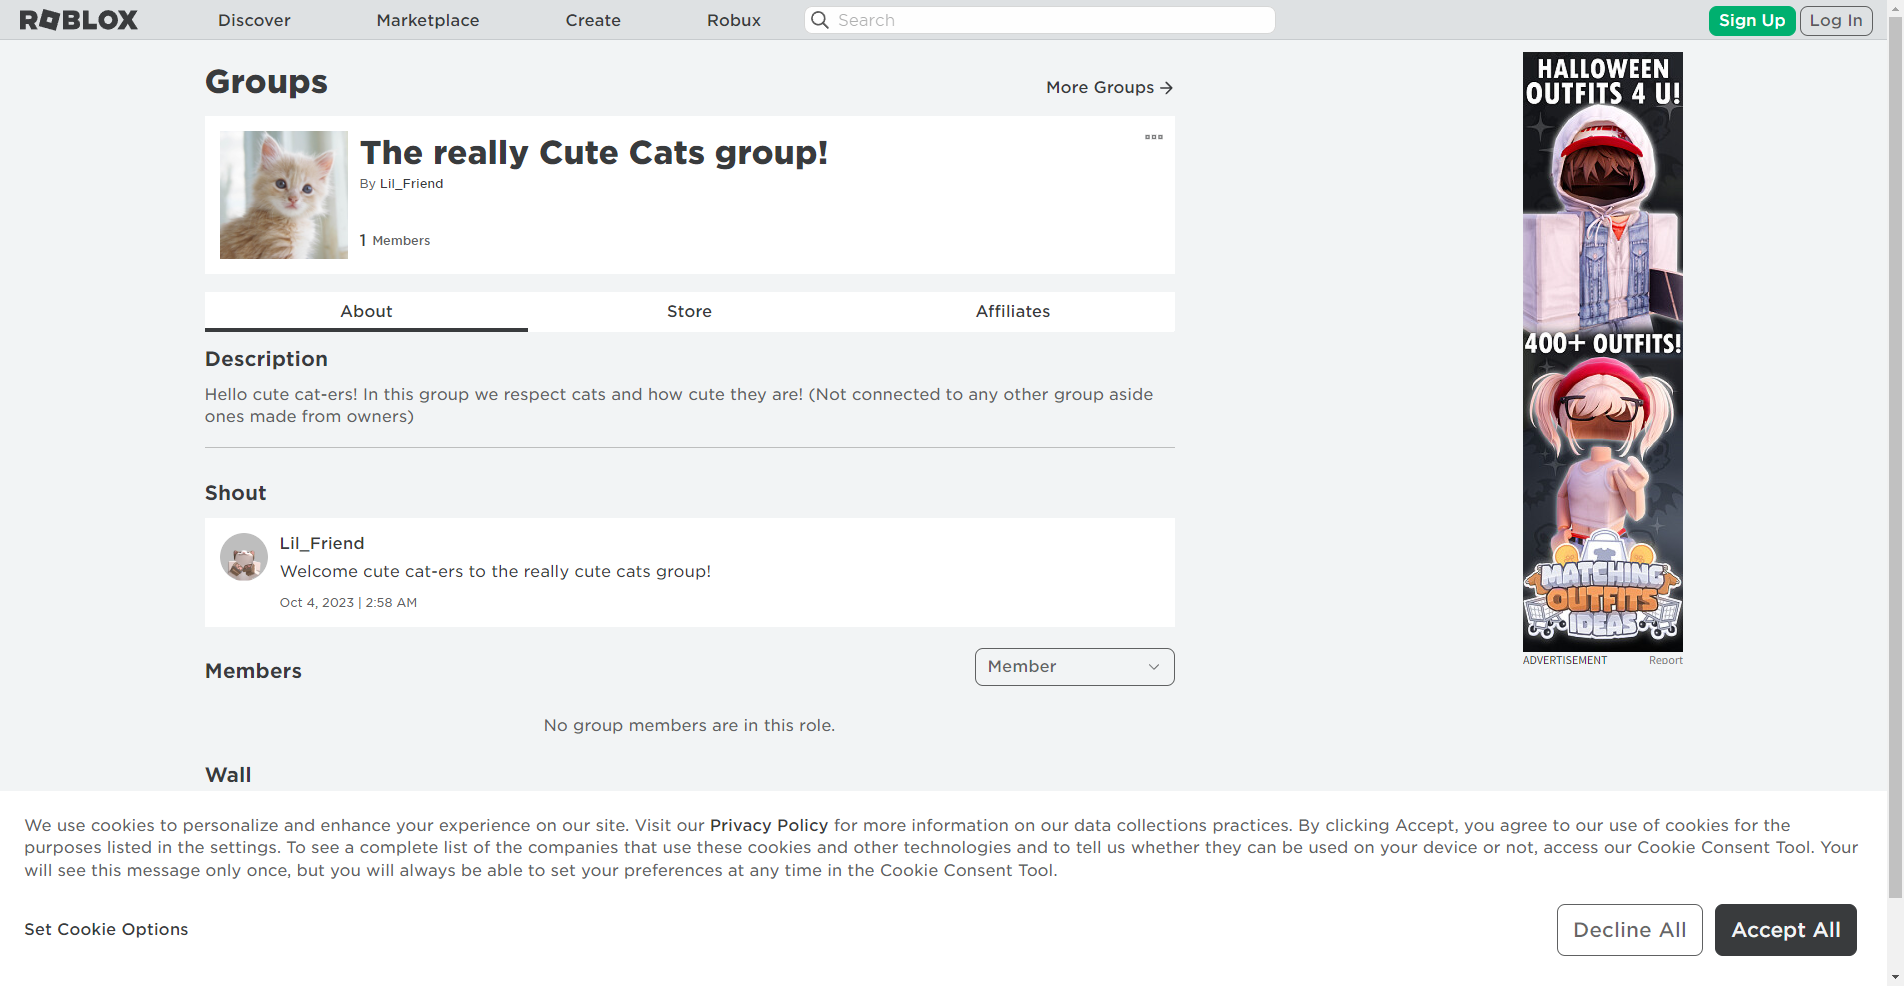 ROBLOX
Discover
Marketplace
Create
Robux
Search
Sign Up
Log In
Groups
More Groups
The really Cute Cats group!
By Lil_Friend
1 Members
About
Store
Affiliates
Description
Hello cute cat-ers! In this group we respect cats and how cute they are! (Not connected to any other group aside
ones made from owners)
Shout
Lil_Friend
Welcome cute cat-ers to the really cute cats group!
Oct 4, 2023 | 2:58 AM
Members
Member
No group members are in this role.
Wall
HALLOWEEN
OUTFITS 4 U!
400+ OUTFITS!
MATCHING
OUTFITS
IDEAS
ADVERTISEMENT
Report
We use cookies to personalize and enhance your experience on our site. Visit our Privacy Policy for more information on our data collections practices. By clicking Accept, you agree to our use of cookies for the
purposes listed in the settings. To see a complete list of the companies that use these cookies and other technologies and to tell us whether they can be used on your device or not, access our Cookie Consent Tool. Your
will see this message only once, but you will always be able to set your preferences at any time in the Cookie Consent Tool.
Set Cookie Options
Decline All
Accept All